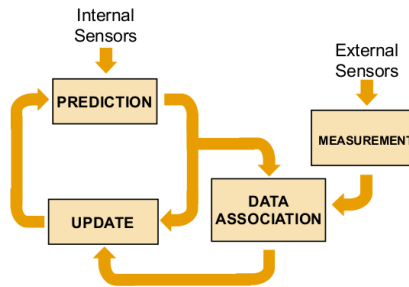 Internal
Sensors
External
Sensors
PREDICTION
MEASUREMENT
DATA
ASSOCIATION
UPDATE